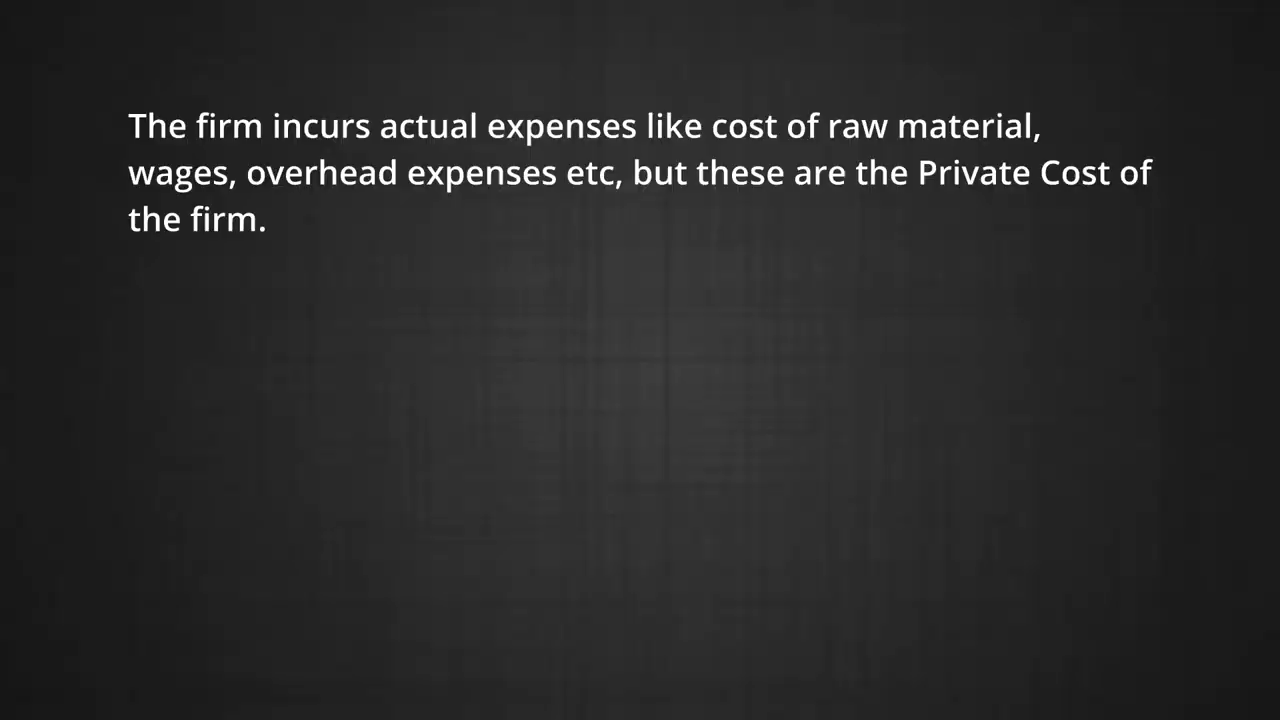 The firm incurs actual expenses like cost of raw material,
wages, overhead expenses etc, but these are the Private Cost of
the firm.